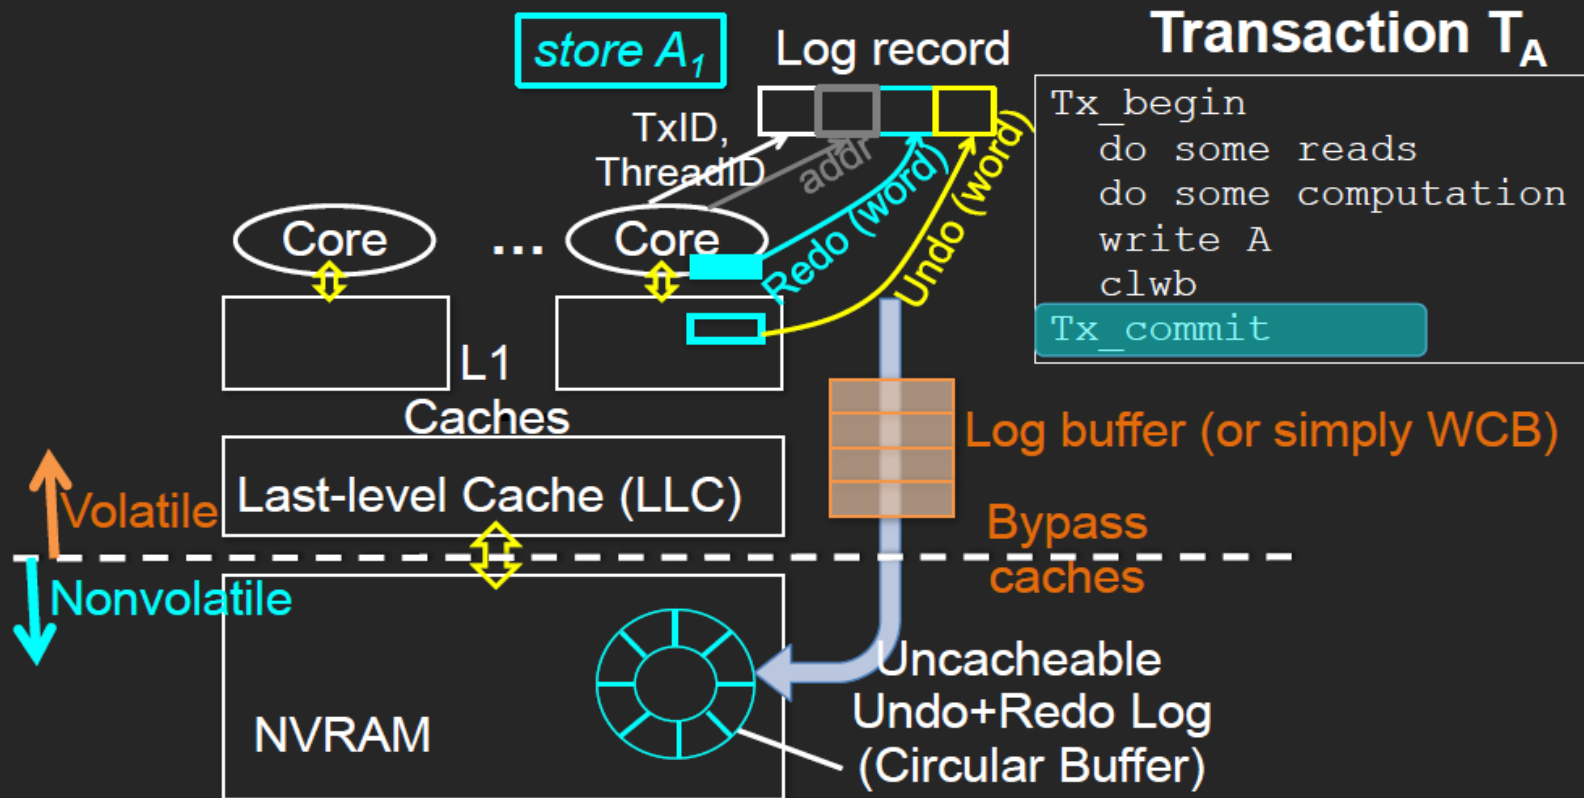 store A1
Log record
Transaction TA
Tx_begin
do some reads
do some computation
write A
clwb
Tx_commit
TxID,
ThreadID
addr
Redo (word)
Undo (word)
Core
...
Core
L1
Caches
Log buffer (or simply WCB)
Last-level Cache (LLC)
Volatile
Bypass
caches
Nonvolatile
NVRAM
Uncacheable
Undo+Redo Log
(Circular Buffer)